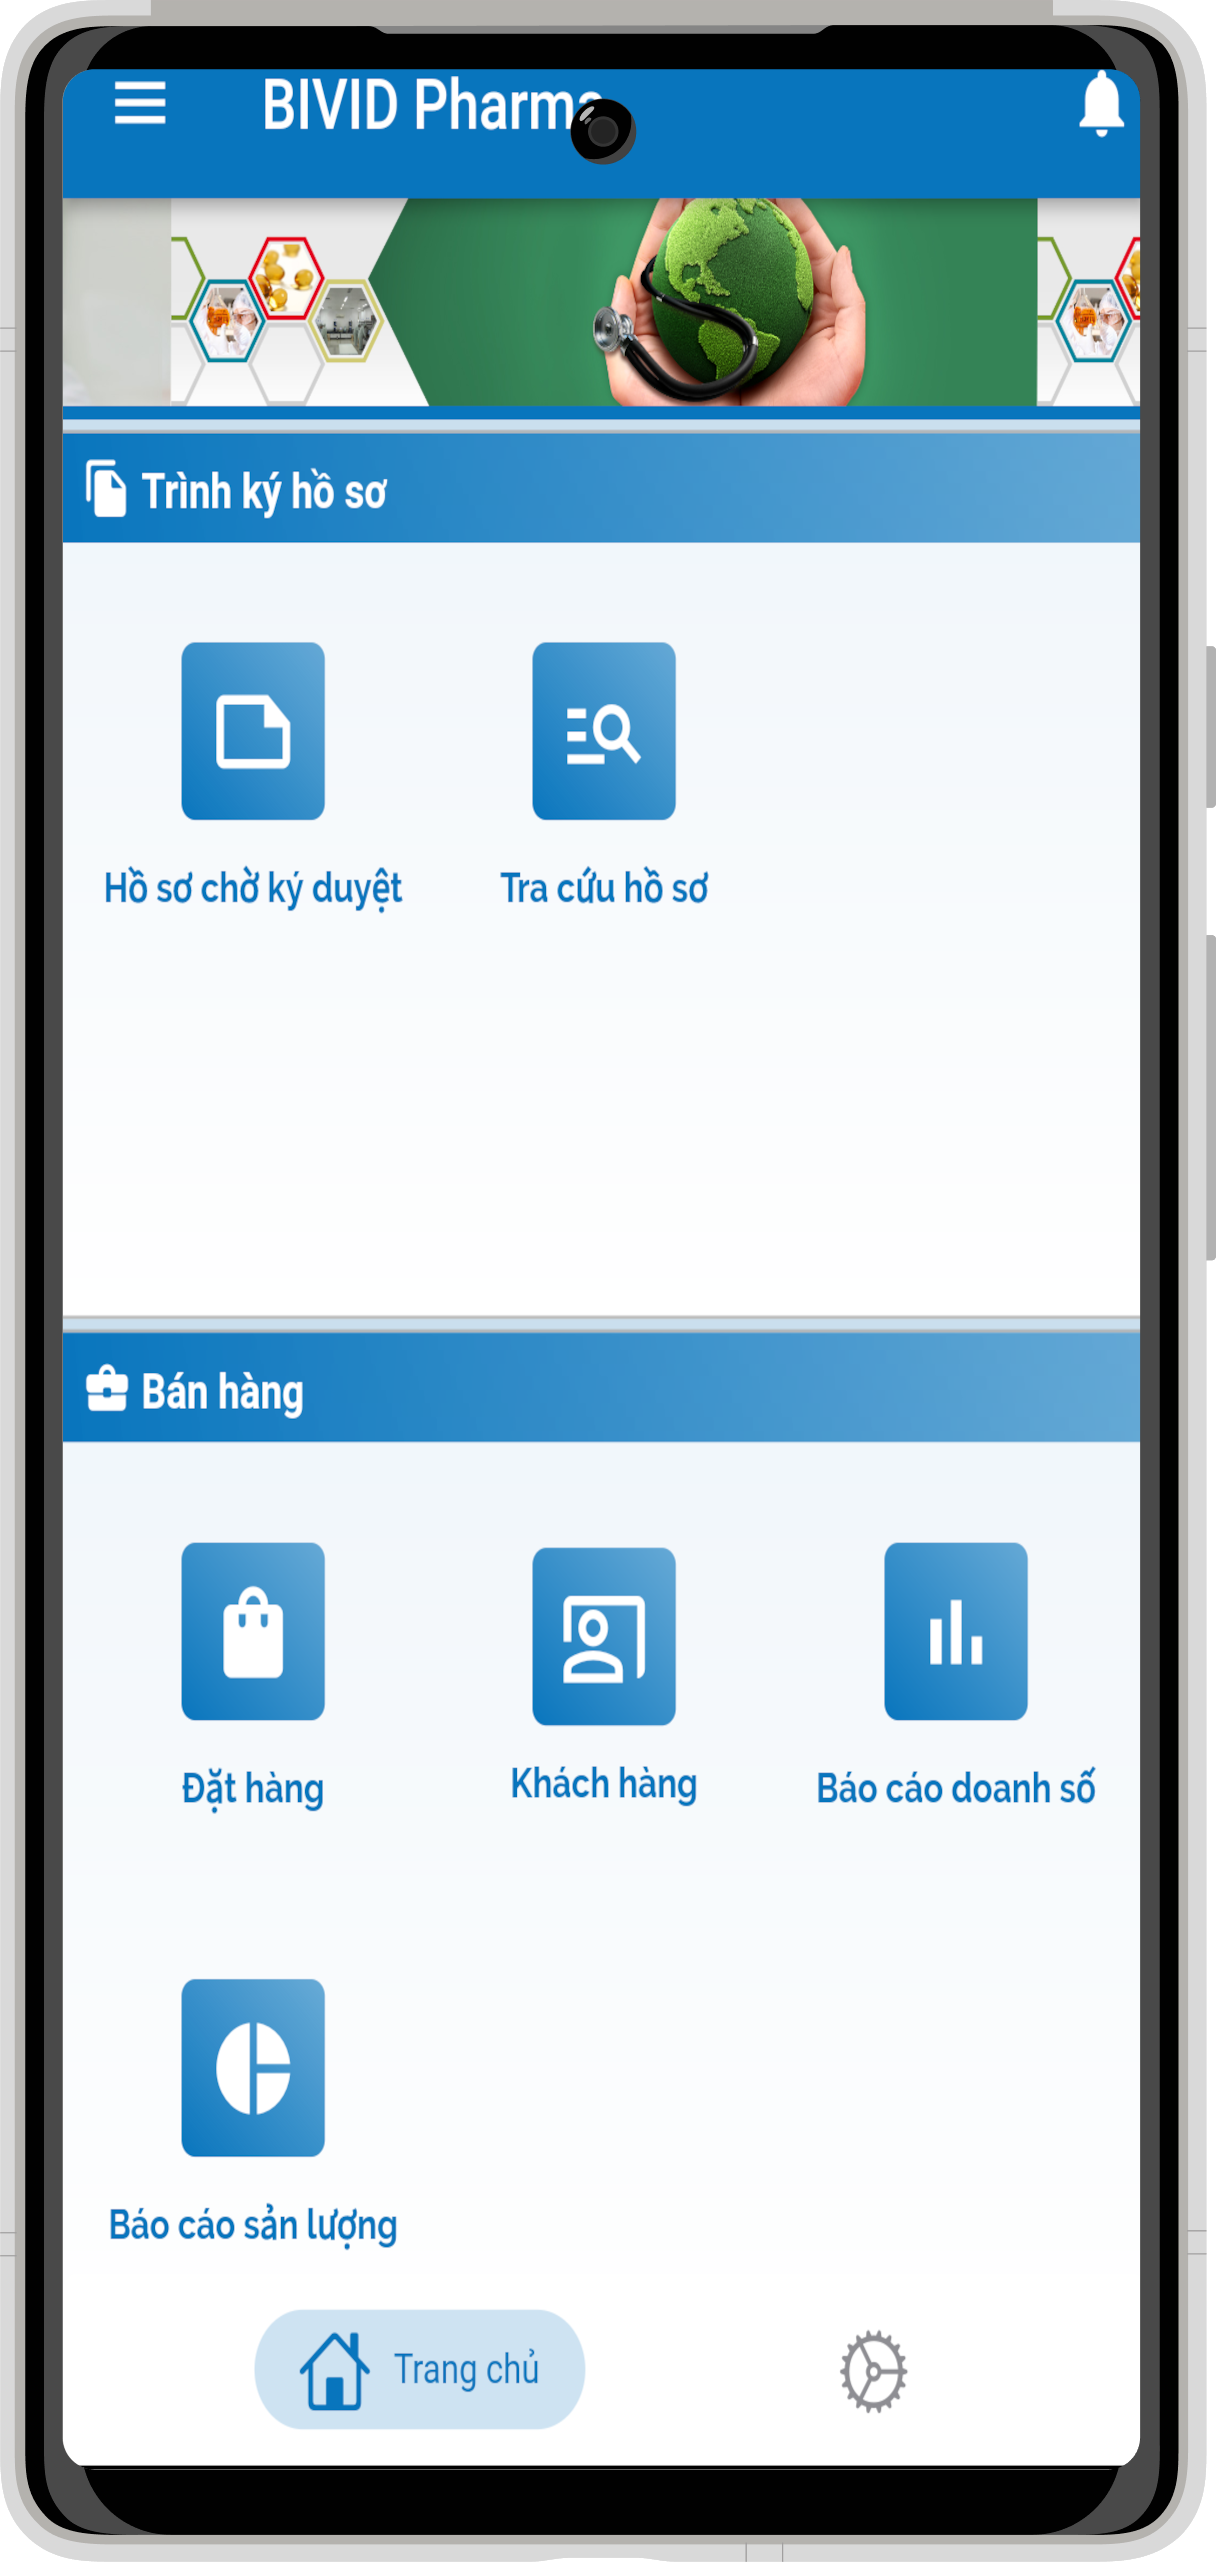 BIVID Pharma
Trình ký hồ sơ
Hồ sơ chờ ký duyệt
Tra cứu hồ sơ
Bán hàng
Đặt hàng
Khách hàng
Báo cáo doanh số
Báo cáo sản lượng
Trang chủ